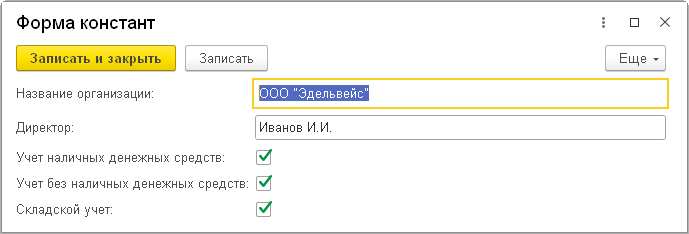 Форма констант
Записать и закрыть Записать Еще
Название организации: ООО "Эдельвейс"
Директор: Иванов И.И.
Учет наличных денежных средств:
Учет без наличных денежных средств:
Складской учет: